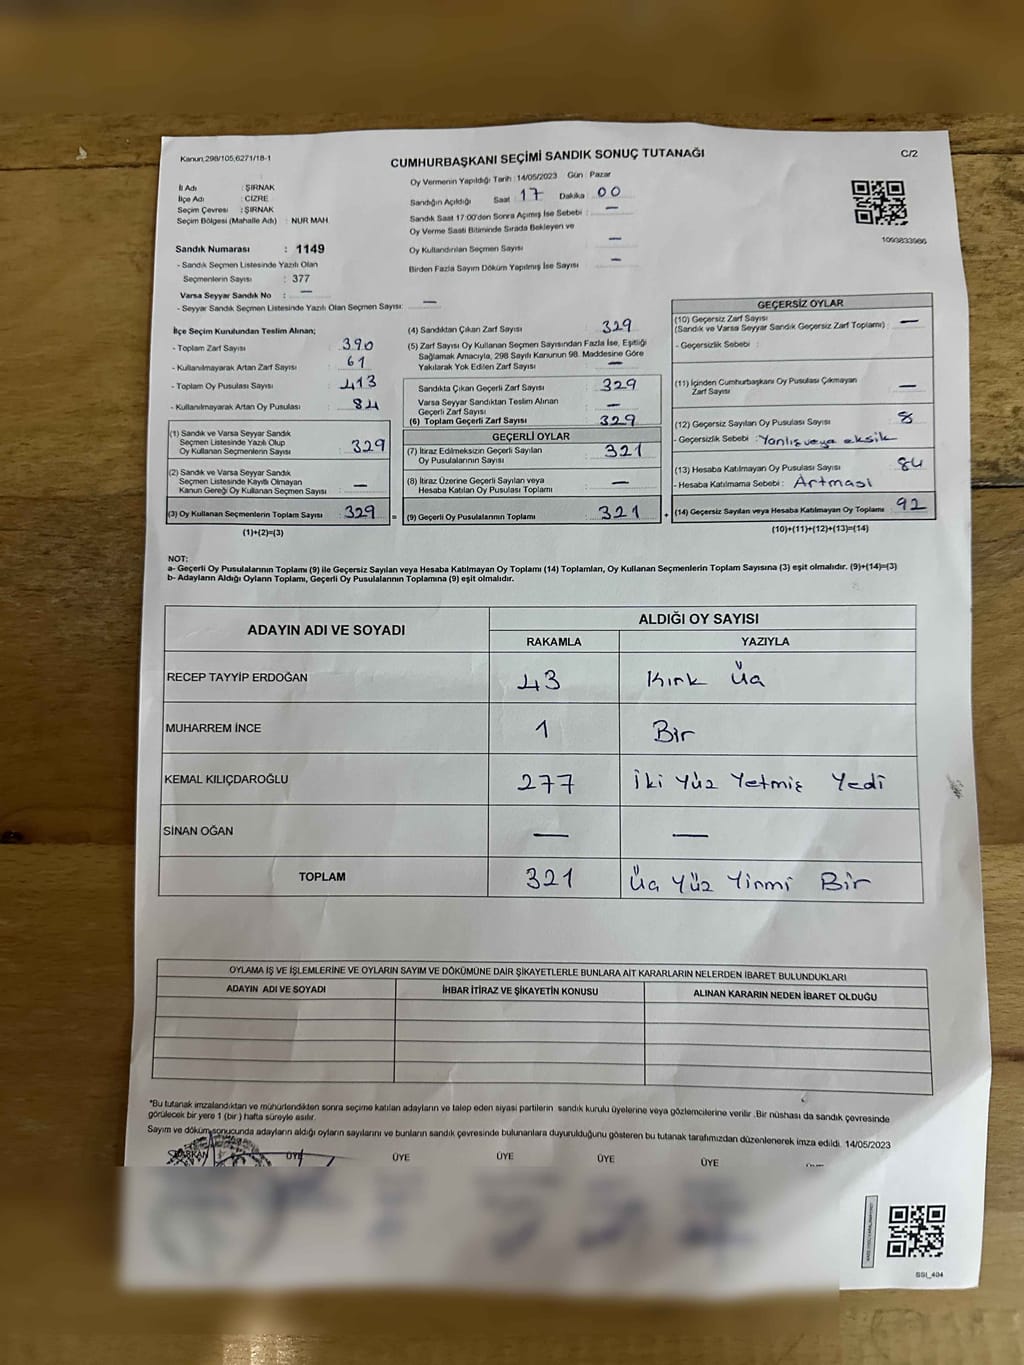 Kanun,298/105,6271/18-1
CUMHURBAŞKANI SEÇİMİ SANDIK SONUÇ TUTANAĞI
C/2
İl Adı : ŞIRNAK
İlçe Adı : CİZRE
Seçim Çevresi : ŞIRNAK
Seçim Bölgesi (Mahalle Adı) : NUR MAH.
Sandık Numarası : 1149
- Sandık Seçmen Listesinde Yazılı Olan
Seçmenlerin Sayısı : 377
Varsa Seyyar Sandık No : —
- Seyyar Sandık Seçmen Listesinde Yazılı Olan Seçmen Sayısı: —
Oy Vermenin Yapıldığı Tarih : 14/05/2023 Gün : Pazar
Sandığın Açıldığı Saat 17 Dakika 00
Sandık Saat 17:00'den Sonra Açımış İse Sebebi : —
Oy Verme Saati Bitiminde Sırada Bekleyen ve
Oy Kullandırılan Seçmen Sayısı —
Birden Fazla Sayım Döküm Yapılmış İse Sayısı —
1093833986
İlçe Seçim Kurulundan Teslim Alınan;
- Toplam Zarf Sayısı 390
- Kullanılmayarak Artan Zarf Sayısı 61
- Toplam Oy Pusulası Sayısı 413
- Kullanılmayarak Artan Oy Pusulası 84
(1) Sandık ve Varsa Seyyar Sandık
Seçmen Listesinde Yazılı Olup
Oy Kullanan Seçmenlerin Sayısı 329
(2) Sandık ve Varsa Seyyar Sandık
Seçmen Listesinde Kayıtlı Olmayan
Kanun Gereği Oy Kullanan Seçmen Sayısı —
(3) Oy Kullanan Seçmenlerin Toplam Sayısı 329 =
(1)+(2)=(3)
(4) Sandıktan Çıkan Zarf Sayısı 329
(5) Zarf Sayısı Oy Kullanan Seçmen Sayısından Fazla İse, Eşitliği
Sağlamak Amacıyla, 298 Sayılı Kanunun 98. Maddesine Göre
Yakılarak Yok Edilen Zarf Sayısı —
Sandıkta Çıkan Geçerli Zarf Sayısı 329
Varsa Seyyar Sandıktan Teslim Alınan
Geçerli Zarf Sayısı —
(6) Toplam Geçerli Zarf Sayısı 329
GEÇERLİ OYLAR
(7) İtiraz Edilmeksizin Geçerli Sayılan
Oy Pusulalarının Sayısı 321
(8) İtiraz Üzerine Geçerli Sayılan veya
Hesaba Katılan Oy Pusulası Toplamı —
(9) Geçerli Oy Pusulalarının Toplamı 321 +
GEÇERSİZ OYLAR
(10) Geçersiz Zarf Sayısı
(Sandık ve Varsa Seyyar Sandık Geçersiz Zarf Toplamı) : —
- Geçersizlik Sebebi :
(11) İçinden Cumhurbaşkanı Oy Pusulası Çıkmayan
Zarf Sayısı —
(12) Geçersiz Sayılan Oy Pusulası Sayısı 8
- Geçersizlik Sebebi : Yanlış veya eksik
(13) Hesaba Katılmayan Oy Pusulası Sayısı 84
- Hesaba Katılmama Sebebi : Artması
(14) Geçersiz Sayılan veya Hesaba Katılmayan Oy Toplamı 92
(10)+(11)+(12)+(13)=(14)
NOT:
a- Geçerli Oy Pusulalarının Toplamı (9) ile Geçersiz Sayılan veya Hesaba Katılmayan Oy Toplamı (14) Toplamları, Oy Kullanan Seçmenlerin Toplam Sayısına (3) eşit olmalıdır. (9)+(14)=(3)
b- Adayların Aldığı Oyların Toplamı, Geçerli Oy Pusulalarının Toplamına (9) eşit olmalıdır.
ADAYIN ADI VE SOYADI ALDIĞI OY SAYISI
RAKAMLA YAZIYLA
RECEP TAYYİP ERDOĞAN 43 Kırk Üç
MUHARREM İNCE 1 Bir
KEMAL KILIÇDAROĞLU 277 İki Yüz Yetmiş Yedi
SİNAN OĞAN — —
TOPLAM 321 Üç Yüz Yirmi Bir
OYLAMA İŞ VE İŞLEMLERİNE VE OYLARIN SAYIM VE DÖKÜMÜNE DAİR ŞİKAYETLERLE BUNLARA AİT KARARLARIN NELERDEN İBARET BULUNDUKLARI
ADAYIN ADI VE SOYADI İHBAR İTİRAZ VE ŞİKAYETİN KONUSU ALINAN KARARIN NEDEN İBARET OLDUĞU
*Bu tutanak imzalandıktan ve mühürlendikten sonra seçime katılan adayların ve talep eden siyasi partilerin sandık kurulu üyelerine veya gözlemcilerine verilir. Bir nüshası da sandık çevresinde
görülecek bir yere 1 (bir) hafta süreyle asılır.
Sayım ve döküm sonucunda adayların aldığı oyların sayılarını ve bunların sandık çevresinde bulunanlara duyurulduğunu gösteren bu tutanak tarafımızdan düzenlenerek imza edildi. 14/05/2023
BAŞKAN ÜYE ÜYE ÜYE ÜYE ÜYE
SSI_404